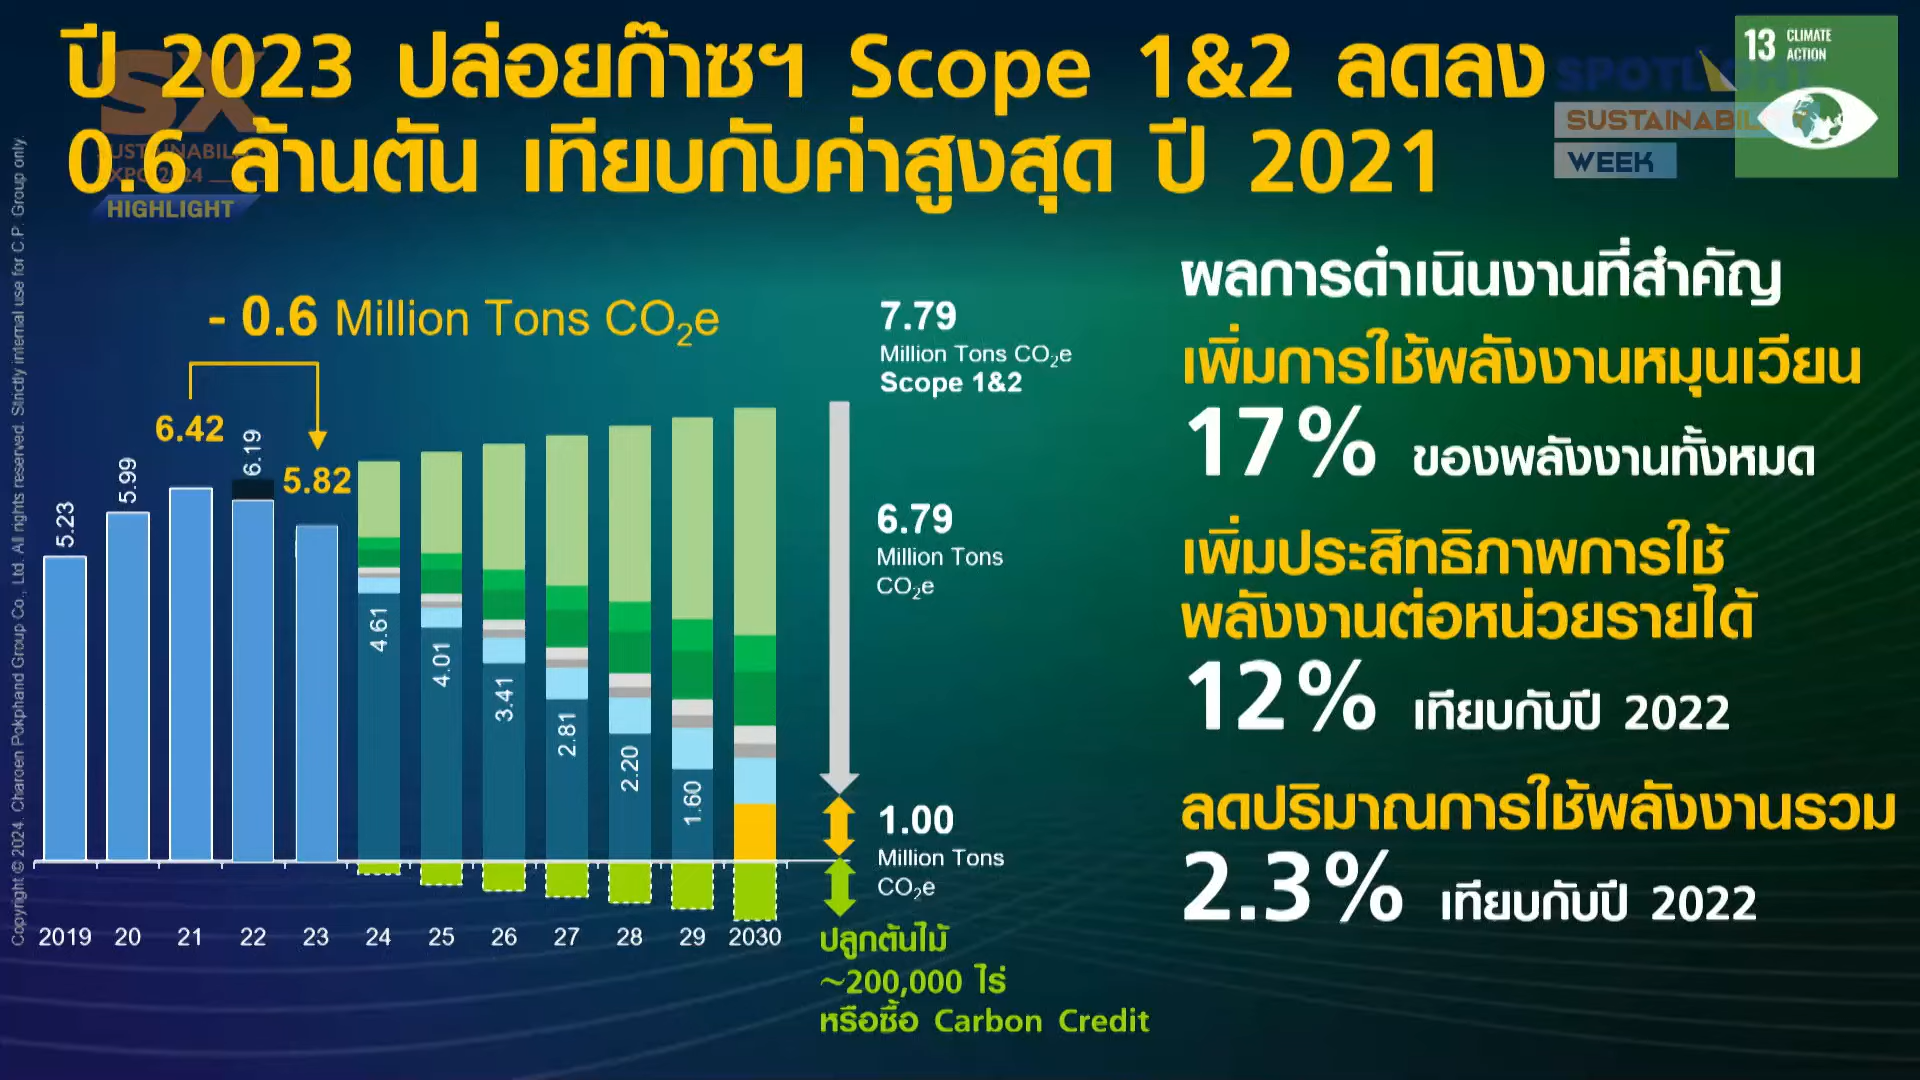 ปี 2023 ปล่อยก๊าซฯ Scope 1&2 ลดลง
0.6 ล้านตัน เทียบกับค่าสูงสุด ปี 2021
SX
SUSTAINABILITY
EXPO 2024
HIGHLIGHT
SPOTLIGHT
SUSTAINABILITY
WEEK
13 CLIMATE
ACTION
Copyright © 2024. Charoen Pokphand Group Co., Ltd. All rights reserved. Strictly internal use for C.P. Group only.
- 0.6 Million Tons CO₂e
5.23
5.99
6.42
6.19
5.82
4.61
4.01
3.41
2.81
2.20
1.60
2019 20 21 22 23 24 25 26 27 28 29 2030
7.79
Million Tons CO₂e
Scope 1&2
6.79
Million Tons
CO₂e
1.00
Million Tons
CO₂e
ปลูกต้นไม้
~200,000 ไร่
หรือซื้อ Carbon Credit
ผลการดำเนินงานที่สำคัญ
เพิ่มการใช้พลังงานหมุนเวียน
17% ของพลังงานทั้งหมด
เพิ่มประสิทธิภาพการใช้
พลังงานต่อหน่วยรายได้
12% เทียบกับปี 2022
ลดปริมาณการใช้พลังงานรวม
2.3% เทียบกับปี 2022